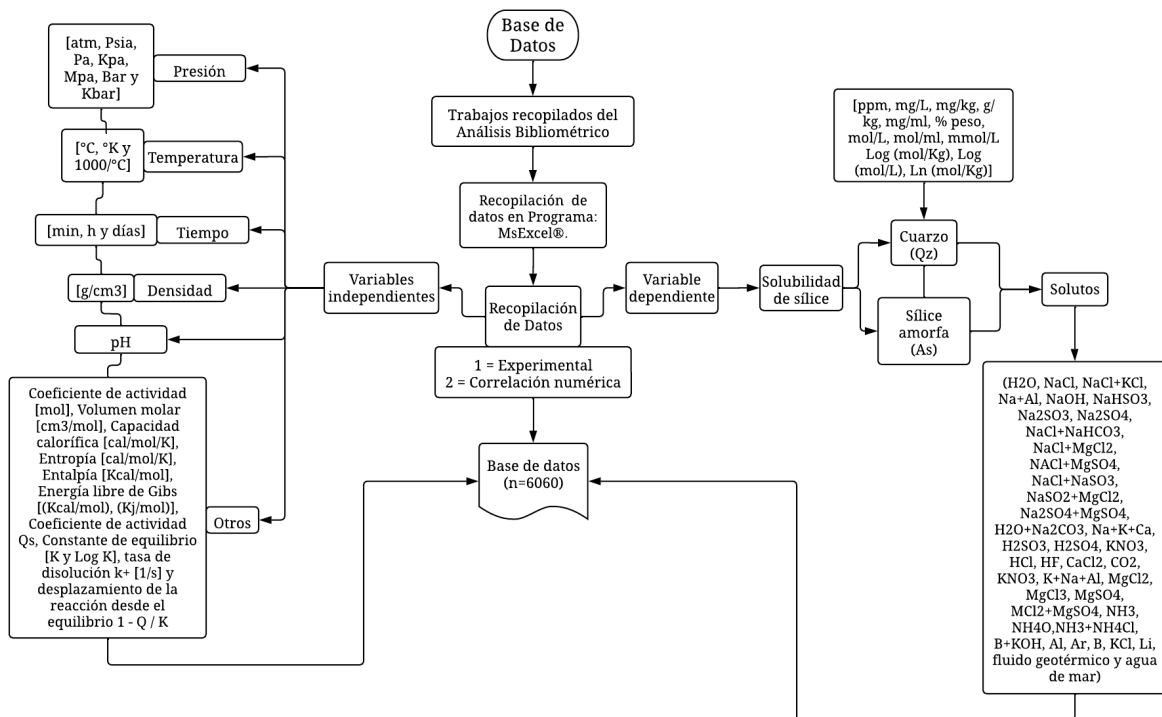 Base de
Datos
Trabajos recopilados del
Análisis Bibliométrico
Recopilación de
datos en Programa:
MsExcel®.
Recopilación
de Datos
1 = Experimental
2 = Correlación numérica
Base de datos
(n=6060)
Variables
independientes
[atm, Psia,
Pa, Kpa,
Mpa, Bar y
Kbar]
Presión
[°C, °K y
1000/°C]
Temperatura
[min, h y días]
Tiempo
[g/cm3]
Densidad
pH
Coeficiente de actividad
[mol], Volumen molar
[cm3/mol], Capacidad
calorífica [cal/mol/K],
Entropía [cal/mol/K],
Entalpía [Kcal/mol],
Energía libre de Gibs
[(Kcal/mol), (Kj/mol)],
Coeficiente de actividad
Qs, Constante de equilibrio
[K y Log K], tasa de
disolución k+ [1/s] y
desplazamiento de la
reacción desde el
equilibrio 1 - Q / K
Otros
Variable
dependiente
Solubilidad
de sílice
[ppm, mg/L, mg/kg, g/
kg, mg/ml, % peso,
mol/L, mol/ml, mmol/L
Log (mol/Kg), Log
(mol/L), Ln (mol/Kg)]
Cuarzo
(Qz)
Sílice
amorfa
(As)
Solutos
(H2O, NaCl, NaCl+KCl,
Na+Al, NaOH, NaHSO3,
Na2SO3, Na2SO4,
NaCl+NaHCO3,
NaCl+MgCl2,
NACl+MgSO4,
NaCl+NaSO3,
NaSO2+MgCl2,
Na2SO4+MgSO4,
H2O+Na2CO3, Na+K+Ca,
H2SO3, H2SO4, KNO3,
HCl, HF, CaCl2, CO2,
KNO3, K+Na+Al, MgCl2,
MgCl3, MgSO4,
MCl2+MgSO4, NH3,
NH4O,NH3+NH4Cl,
B+KOH, Al, Ar, B, KCl, Li,
fluido geotérmico y agua
de mar)